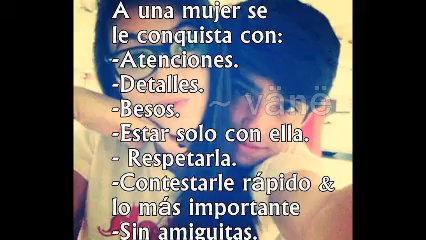 A una mujer se
le conquista con:
-Atenciones.
-Detalles.
~ vänë
-Besos.
-Estar solo con ella.
- Respetarla.
-Contestarle rápido &
lo más importante
-Sin amiguitas.